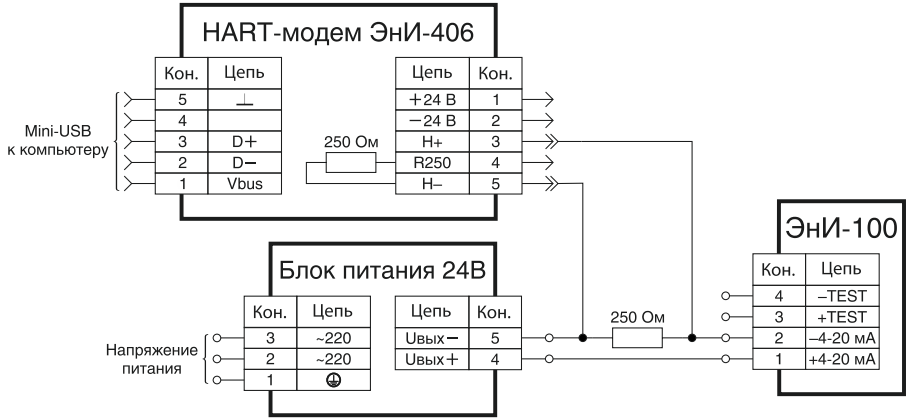 HART-модем ЭнИ-406
Кон. Цепь
5 ⊥
4
3 D+
2 D−
1 Vbus
Mini-USB
к компьютеру
250 Ом
Цепь Кон.
+24 В 1
−24 В 2
H+ 3
R250 4
H− 5
Блок питания 24В
Кон. Цепь
3 ~220
2 ~220
1
Напряжение
питания
Цепь Кон.
Uвых− 5
Uвых+ 4
250 Ом
ЭнИ-100
Кон. Цепь
4 −TEST
3 +TEST
2 −4-20 мА
1 +4-20 мА